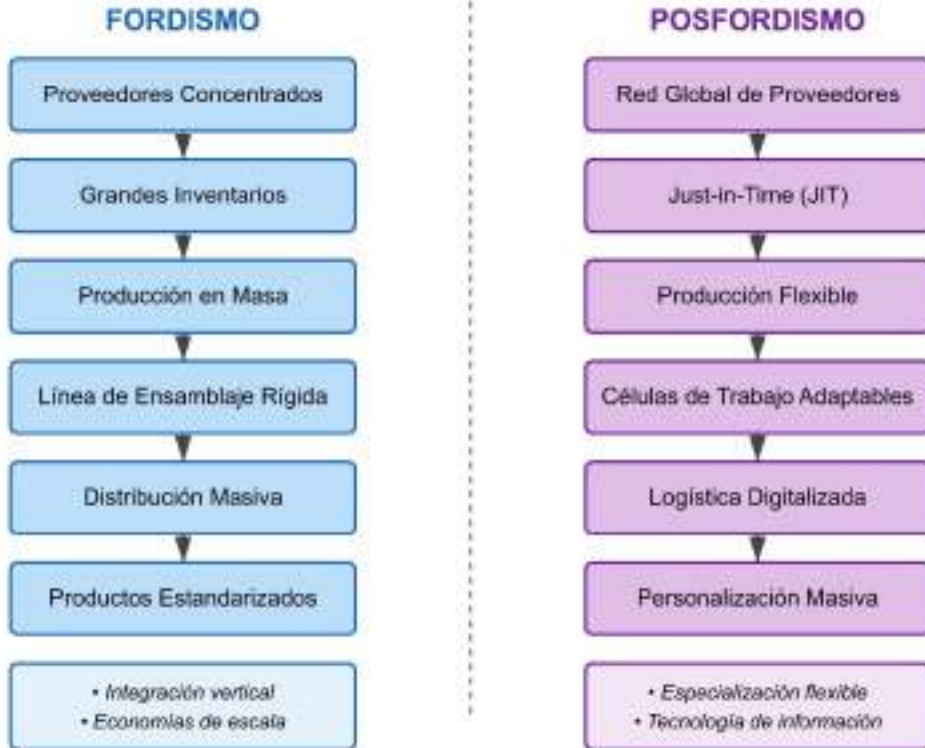 FORDISMO
Proveedores Concentrados
Grandes Inventarios
Producción en Masa
Línea de Ensamblaje Rígida
Distribución Masiva
Productos Estandarizados
• Integración vertical
• Economías de escala
POSFORDISMO
Red Global de Proveedores
Just-in-Time (JIT)
Producción Flexible
Células de Trabajo Adaptables
Logística Digitalizada
Personalización Masiva
• Especialización flexible
• Tecnología de información